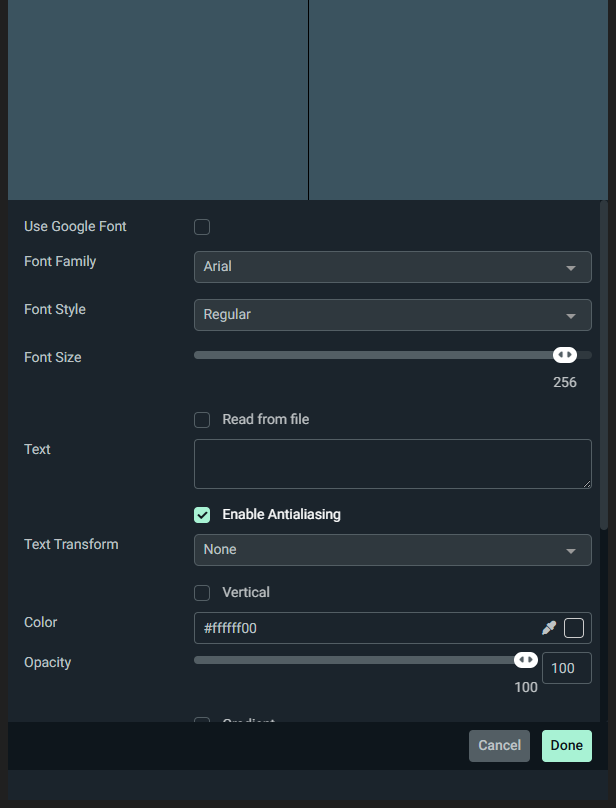 Use Google Font
Font Family
Arial
Font Style
Regular
Font Size
256
Read from file
Text
Enable Antialiasing
Text Transform
None
Vertical
Color
#ffffff00
Opacity
100
100
Gradient
Cancel
Done